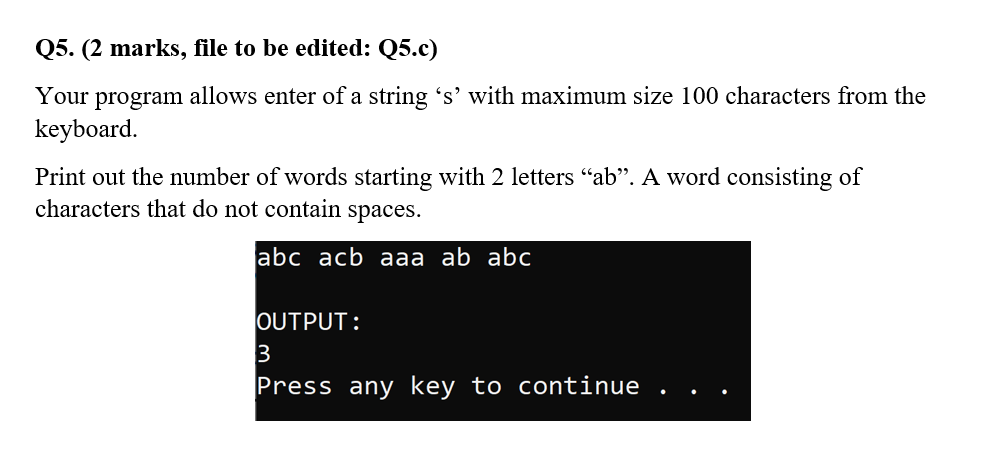 Q5. (2 marks, file to be edited: Q5.c)
Your program allows enter of a string ‘s’ with maximum size 100 characters from the
keyboard.
Print out the number of words starting with 2 letters “ab”. A word consisting of
characters that do not contain spaces.
abc acb aaa ab abc
OUTPUT:
3
Press any key to continue . . .